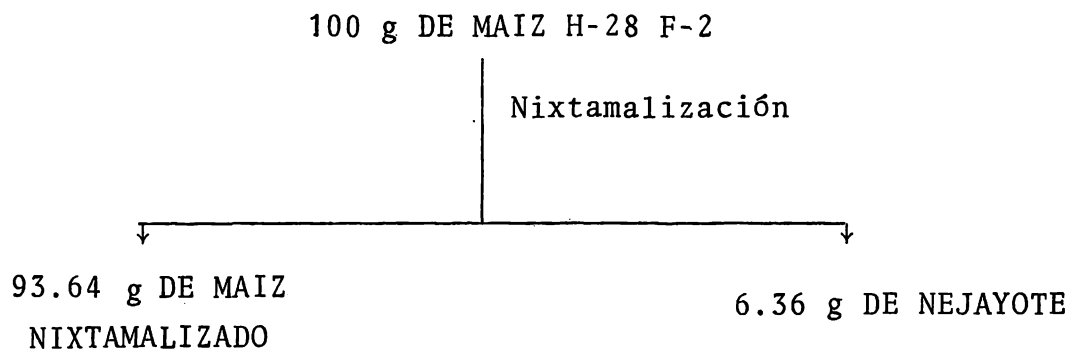 100 g DE MAIZ H-28 F-2
Nixtamalización
93.64 g DE MAIZ
NIXTAMALIZADO
6.36 g DE NEJAYOTE